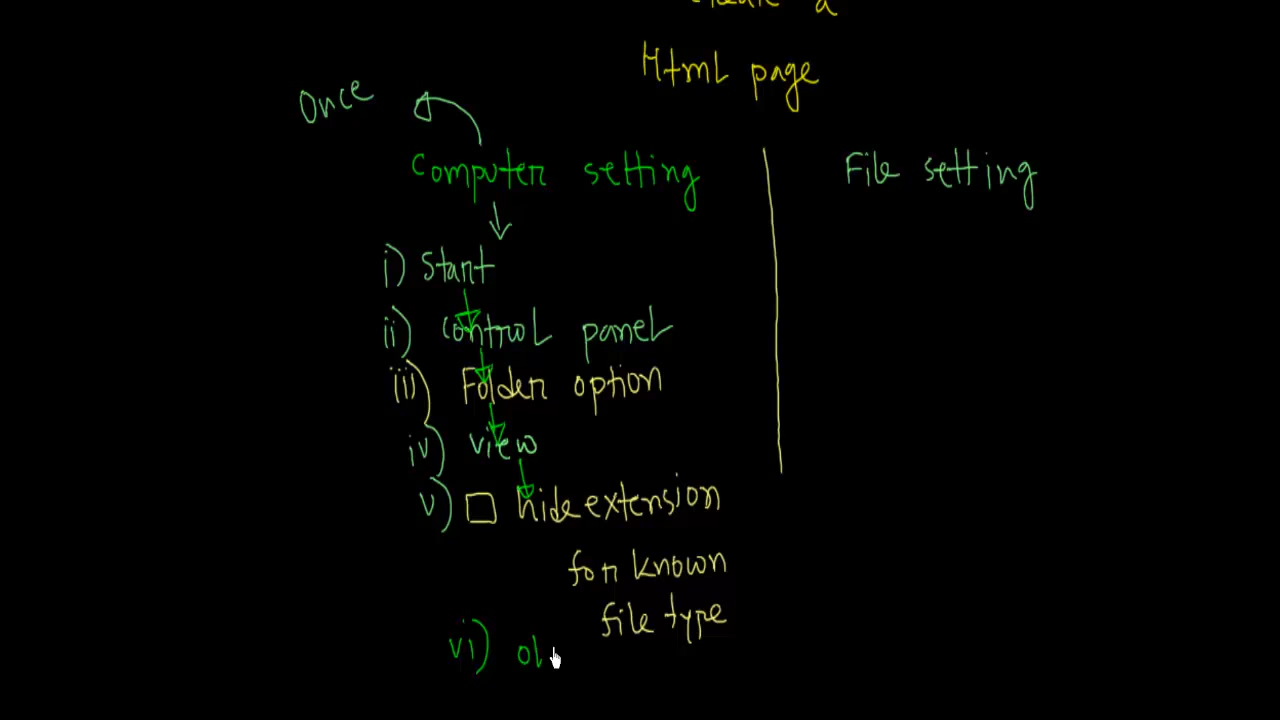 a
Html page
Once
Computer setting
File setting
i) Start
ii) Control panel
iii) Folder option
iv) view
v) hide extension
for known
file type
vi)